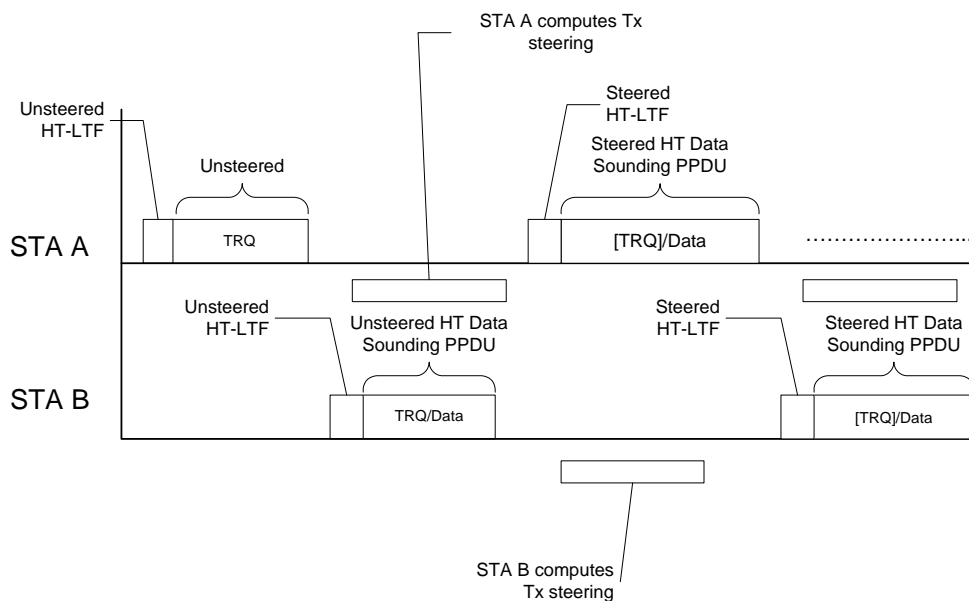 STA A computes Tx
steering
Unsteered
HT-LTF
Steered
HT-LTF
Unsteered
Steered HT Data
Sounding PPDU
STA A
TRQ
[TRQ]/Data
Unsteered
HT-LTF
Unsteered HT Data
Sounding PPDU
Steered
HT-LTF
Steered HT Data
Sounding PPDU
STA B
TRQ/Data
[TRQ]/Data
STA B computes
Tx steering